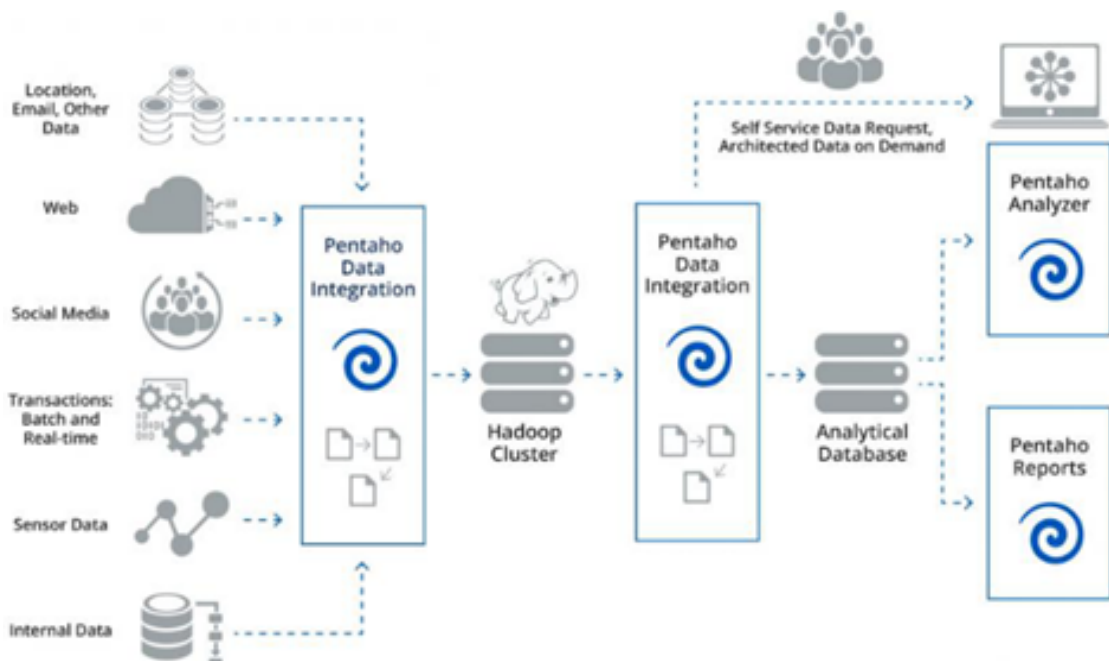 Location,
Email, Other
Data
Web
Social Media
Transactions:
Batch and
Real-time
Sensor Data
Internal Data
Pentaho
Data
Integration
Hadoop
Cluster
Pentaho
Data
Integration
Self Service Data Request,
Architected Data on Demand
Analytical
Database
Pentaho
Analyzer
Pentaho
Reports